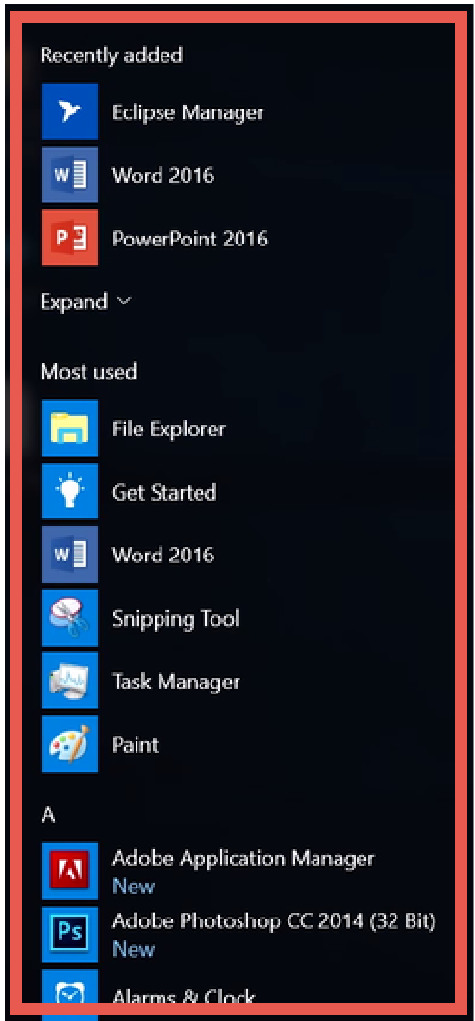 Recently added
Eclipse Manager
Word 2016
PowerPoint 2016
Expand
Most used
File Explorer
Get Started
Word 2016
Snipping Tool
Task Manager
Paint
A
Adobe Application Manager
New
Ps
Adobe Photoshop CC 2014 (32 Bit)
New
Alarms & Clock